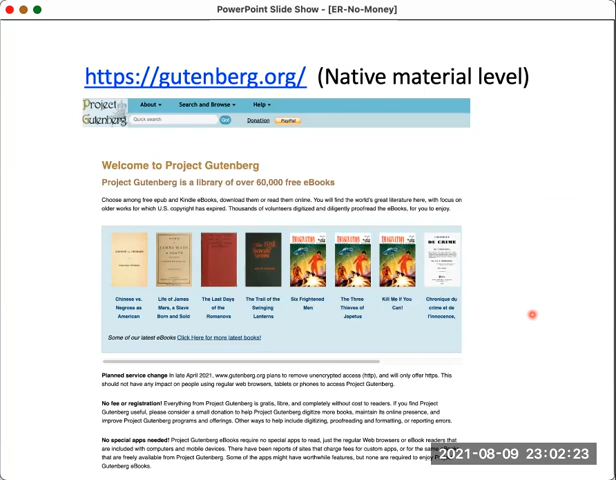 PowerPoint Slide Show - [ER-No-Money]
https://gutenberg.org/ (Native material level)
Project
Gutenberg
About▾ Search and Browse▾ Help▾
Quick search Go! Donation PayPal
Welcome to Project Gutenberg
Project Gutenberg is a library of over 60,000 free eBooks
Choose among free epub and Kindle eBooks, download them or read them online. You will find the world's great literature here, with focus on
older works for which U.S. copyright has expired. Thousands of volunteers digitized and diligently proofread the eBooks, for you to enjoy.
IMAGINATION IMAGINATION IMAGINATION DE CRIME
Chinese vs. Life of James The Last Days The Trail of the Six Frightened The Three Kill Me If You Chronique du
Negroes as Mars, a Slave of the Swinging Men Thieves of Can! crime et de
American Born and Sold Romanovs Lanterns Japetus l'innocence,
Some of our latest eBooks Click Here for more latest books!
Planned service change In late April 2021, www.gutenberg.org plans to remove unencrypted access (http), and will only offer https. This
should not have any impact on people using regular web browsers, tablets or phones to access Project Gutenberg.
No fee or registration! Everything from Project Gutenberg is gratis, libre, and completely without cost to readers. If you find Project
Gutenberg useful, please consider a small donation to help Project Gutenberg digitize more books, maintain its online presence, and
improve Project Gutenberg programs and offerings. Other ways to help include digitizing, proofreading and formatting, or reporting errors.
No special apps needed! Project Gutenberg eBooks require no special apps to read, just the regular Web browsers or eBook readers that
are included with computers and mobile devices. There have been reports of sites that charge fees for custom apps, or for the same eBooks
that are freely available from Project Gutenberg. Some of the apps might have worthwhile features, but none are required to enjoy
Gutenberg eBooks.
2021-08-09 23:02:23